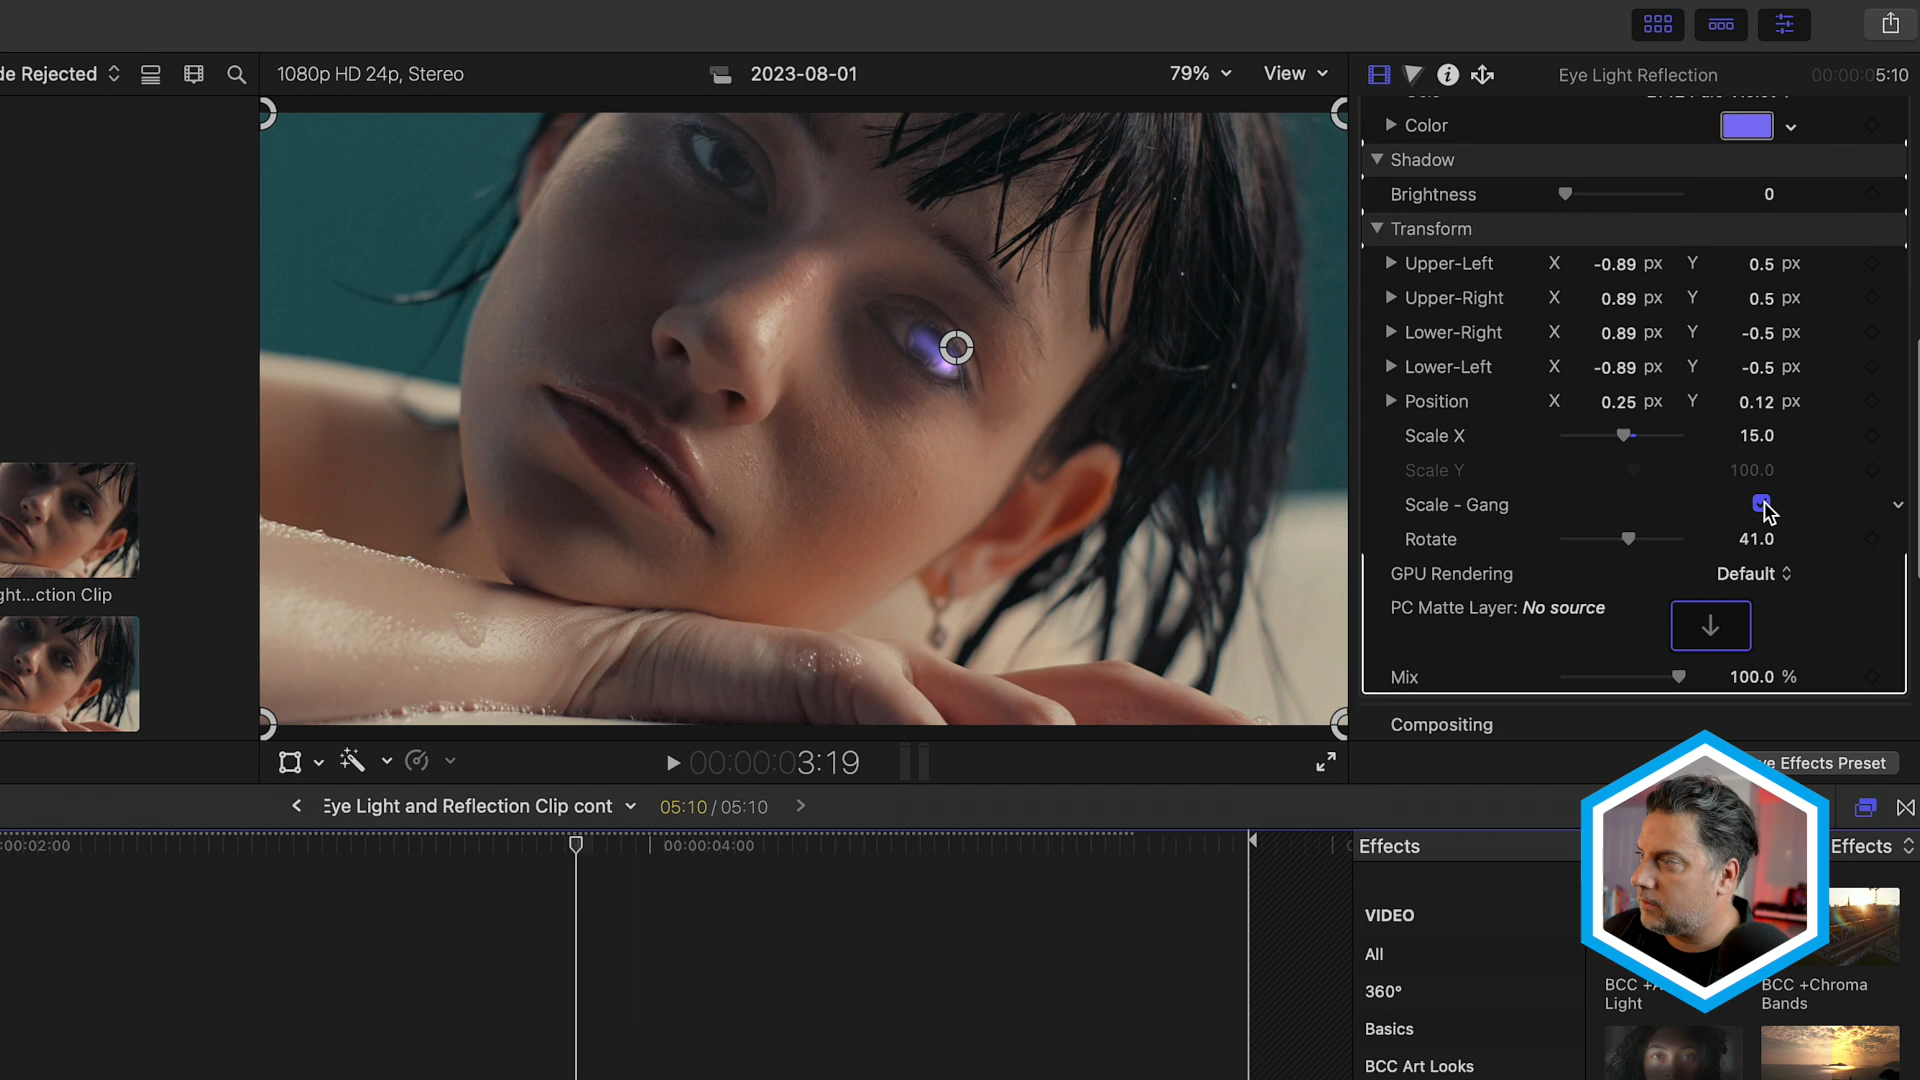 de Rejected
1080p HD 24p, Stereo
2023-08-01
79%
View
Eye Light Reflection
00:00:05:10
Color
Shadow
Brightness 0
Transform
Upper-Left X -0.89 px Y 0.5 px
Upper-Right X 0.89 px Y 0.5 px
Lower-Right X 0.89 px Y -0.5 px
Lower-Left X -0.89 px Y -0.5 px
Position X 0.25 px Y 0.12 px
Scale X 15.0
Scale Y 100.0
Scale - Gang
Rotate 41.0
GPU Rendering Default
PC Matte Layer: No source
Mix 100.0 %
Compositing
ght...ction Clip
00:00:03:19
ve Effects Preset
Eye Light and Reflection Clip cont
05:10 / 05:10
:00:02:00
00:00:04:00
Effects
Effects
VIDEO
All
360°
Basics
BCC Art Looks
BCC +
Light
BCC +Chroma
Bands